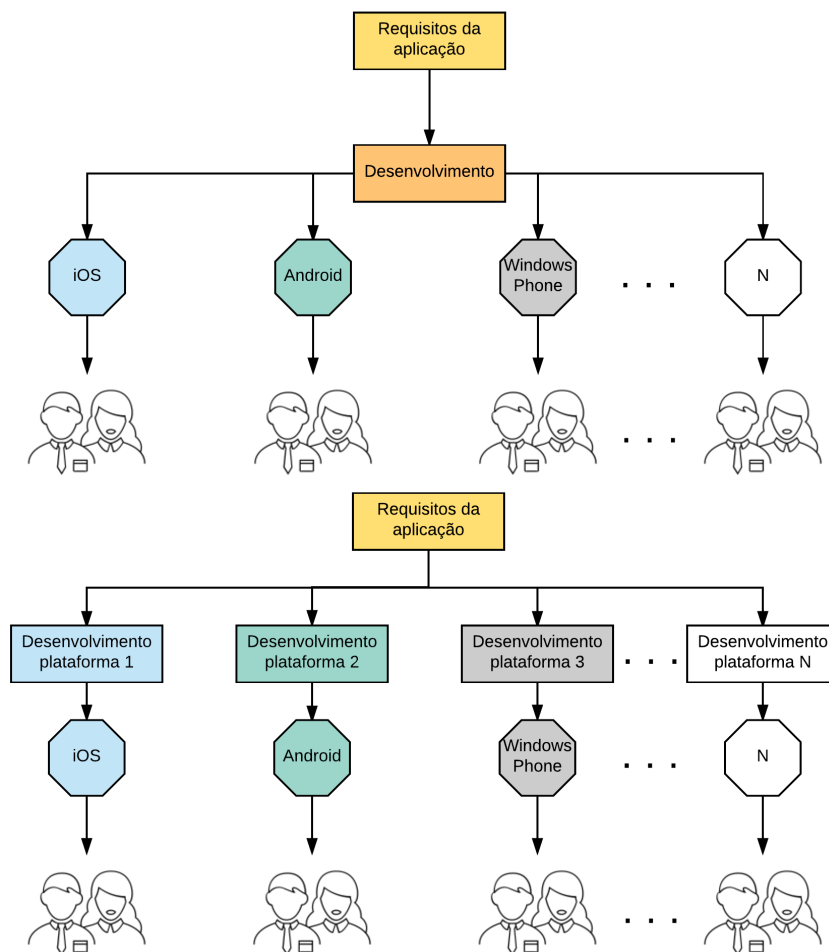 Requisitos da
aplicação
Desenvolvimento
iOS
Android
Windows
Phone
. . .
N
. . .
Requisitos da
aplicação
Desenvolvimento
plataforma 1
Desenvolvimento
plataforma 2
Desenvolvimento
plataforma 3
. . .
Desenvolvimento
plataforma N
iOS
Android
Windows
Phone
. . .
N
. . .